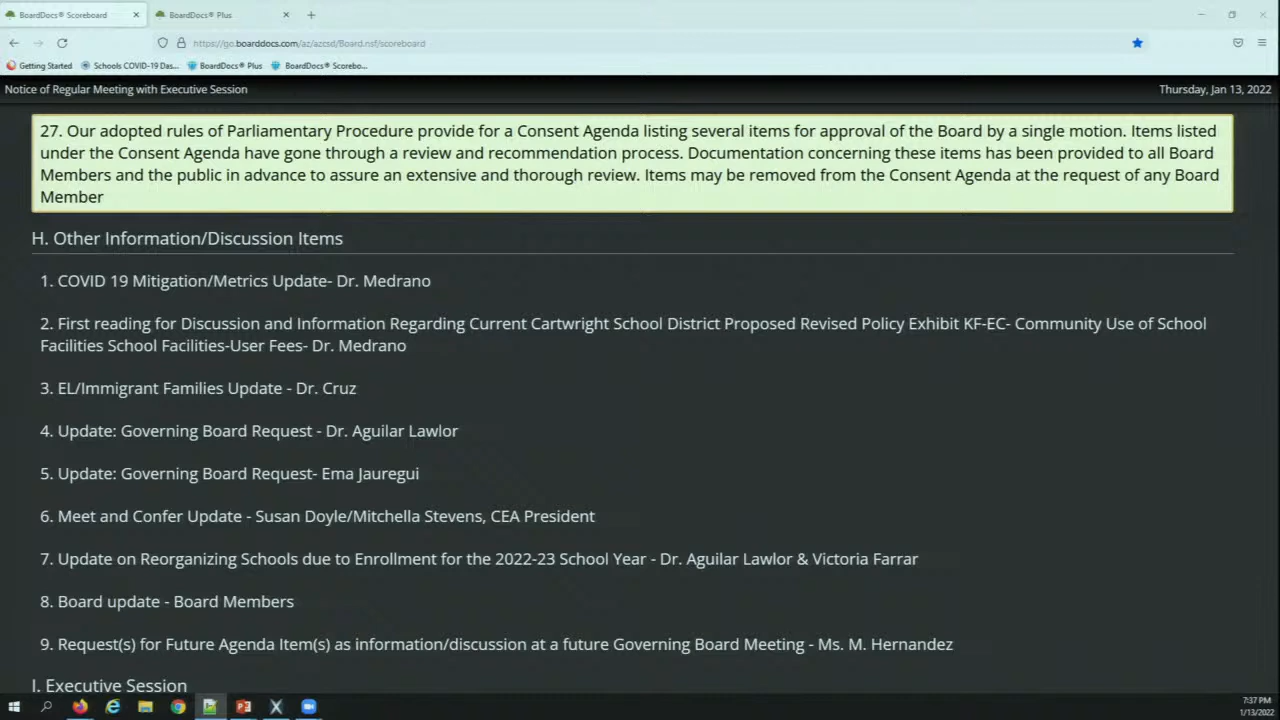 BoardDocs® Scoreboard
BoardDocs® Plus
https://go.boarddocs.com/az/azcsd/Board.nsf/scoreboard
Getting Started Schools COVID-19 Das... BoardDocs® Plus BoardDocs® Scorebo...
Notice of Regular Meeting with Executive Session Thursday, Jan 13, 2022
27. Our adopted rules of Parliamentary Procedure provide for a Consent Agenda listing several items for approval of the Board by a single motion. Items listed
under the Consent Agenda have gone through a review and recommendation process. Documentation concerning these items has been provided to all Board
Members and the public in advance to assure an extensive and thorough review. Items may be removed from the Consent Agenda at the request of any Board
Member
H. Other Information/Discussion Items
1. COVID 19 Mitigation/Metrics Update- Dr. Medrano
2. First reading for Discussion and Information Regarding Current Cartwright School District Proposed Revised Policy Exhibit KF-EC- Community Use of School
Facilities School Facilities-User Fees- Dr. Medrano
3. EL/Immigrant Families Update - Dr. Cruz
4. Update: Governing Board Request - Dr. Aguilar Lawlor
5. Update: Governing Board Request- Ema Jauregui
6. Meet and Confer Update - Susan Doyle/Mitchella Stevens, CEA President
7. Update on Reorganizing Schools due to Enrollment for the 2022-23 School Year - Dr. Aguilar Lawlor & Victoria Farrar
8. Board update - Board Members
9. Request(s) for Future Agenda Item(s) as information/discussion at a future Governing Board Meeting - Ms. M. Hernandez
I. Executive Session
7:37 PM
1/13/2022